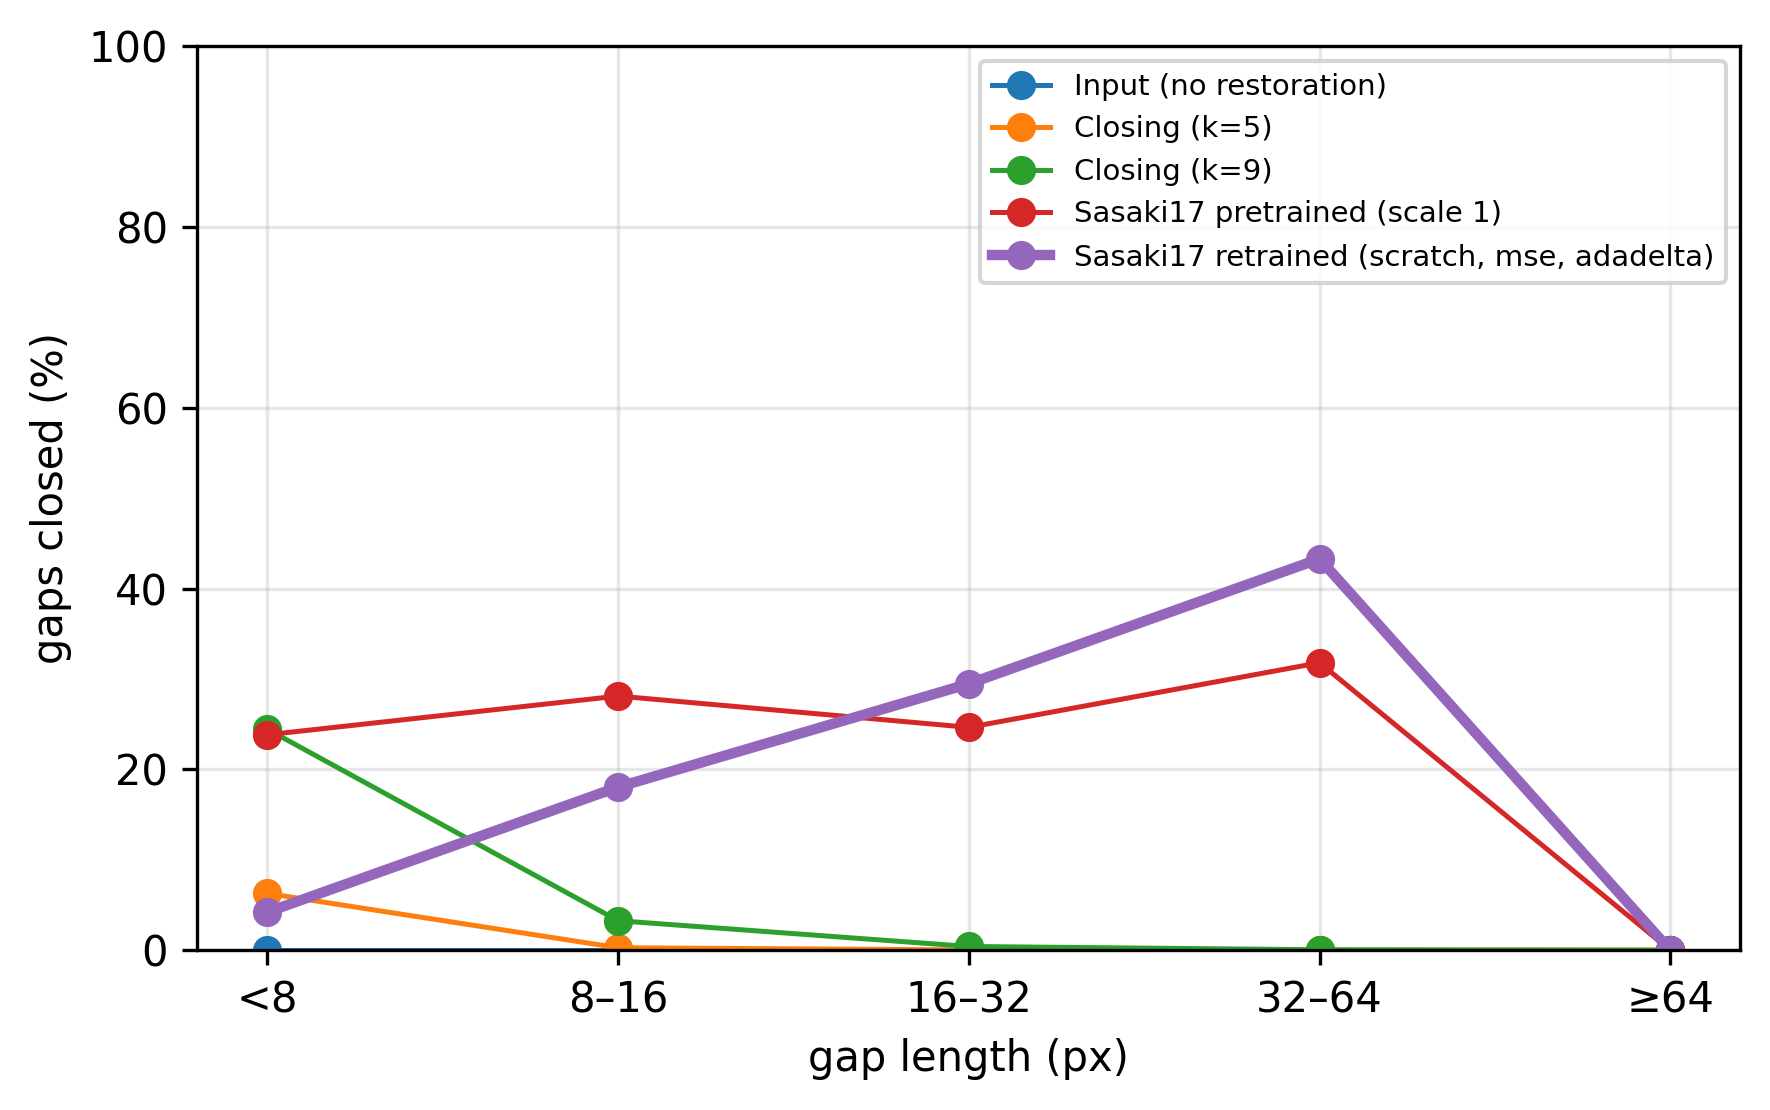 100
80
60
40
20
0
gaps closed (%)
Input (no restoration)
Closing (k=5)
Closing (k=9)
Sasaki17 pretrained (scale 1)
Sasaki17 retrained (scratch, mse, adadelta)
<8 8–16 16–32 32–64 ≥64
gap length (px)